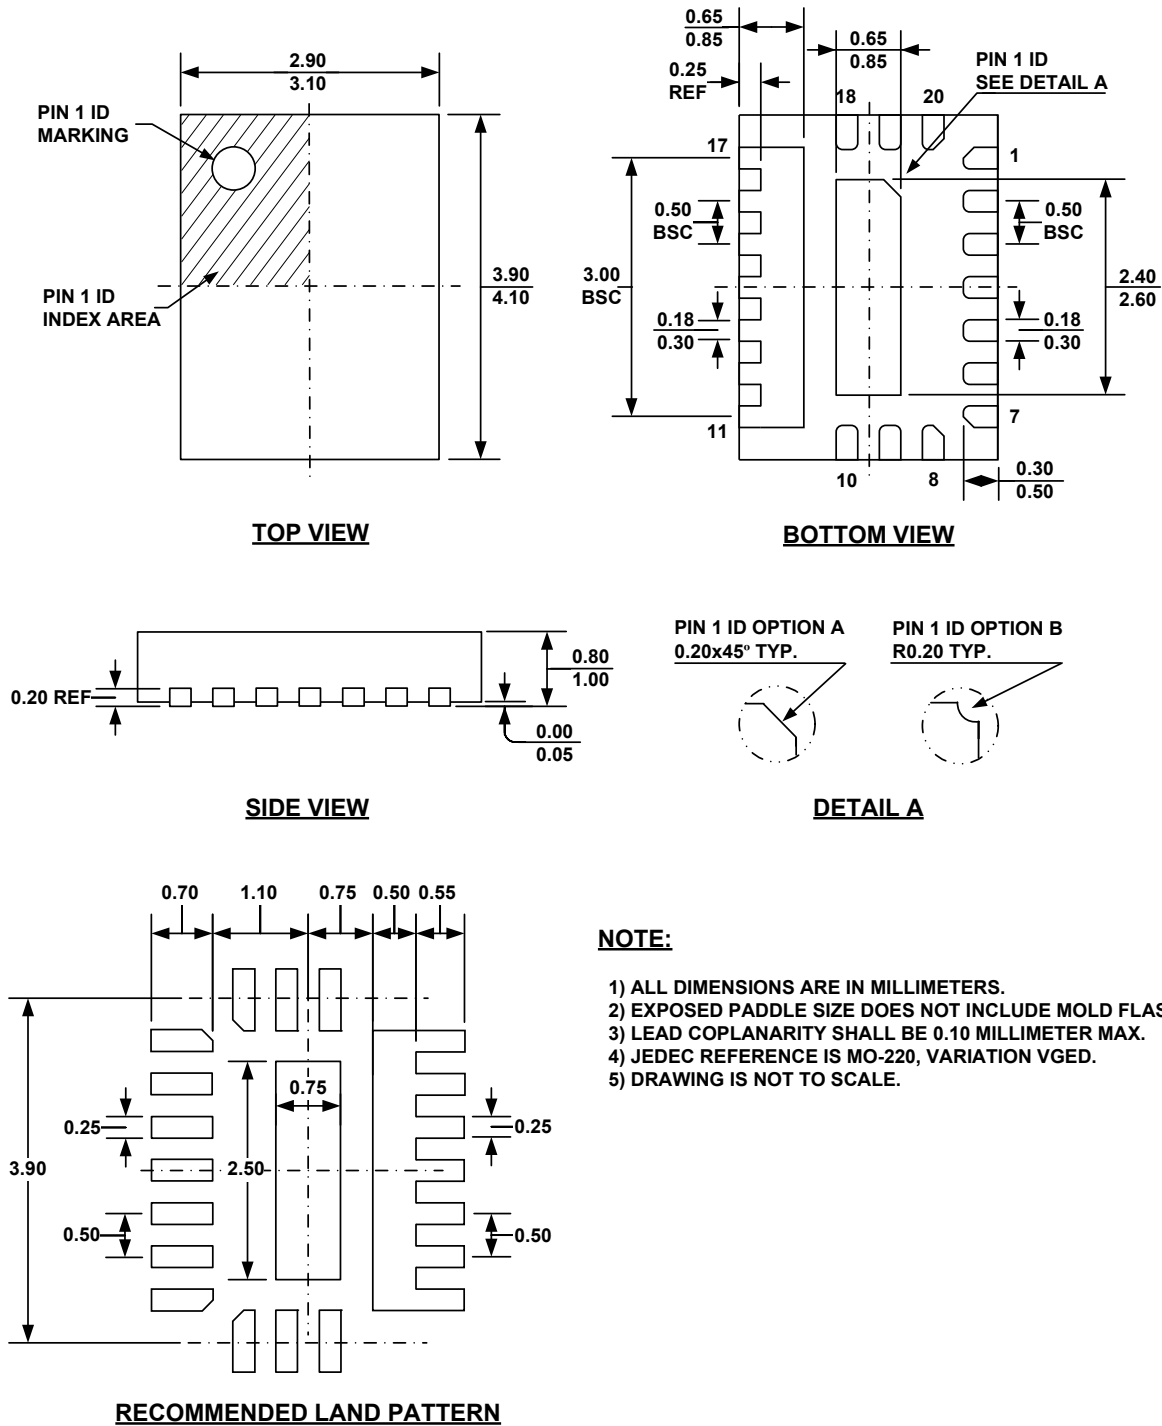 2.90
3.10
PIN 1 ID
MARKING
3.90
4.10
PIN 1 ID
INDEX AREA
TOP VIEW
0.65
0.85
0.65
0.85
0.25
REF
PIN 1 ID
SEE DETAIL A
18
20
17
1
0.50
BSC
0.50
BSC
3.00
BSC
2.40
2.60
0.18
0.30
0.18
0.30
11
7
10
8
0.30
0.50
BOTTOM VIEW
0.20 REF
0.80
1.00
0.00
0.05
SIDE VIEW
PIN 1 ID OPTION A
0.20x45º TYP.
PIN 1 ID OPTION B
R0.20 TYP.
DETAIL A
0.70
1.10
0.75
0.50
0.55
0.75
0.25
0.25
3.90
2.50
0.50
0.50
RECOMMENDED LAND PATTERN
NOTE:
1) ALL DIMENSIONS ARE IN MILLIMETERS.
2) EXPOSED PADDLE SIZE DOES NOT INCLUDE MOLD FLAS
3) LEAD COPLANARITY SHALL BE 0.10 MILLIMETER MAX.
4) JEDEC REFERENCE IS MO-220, VARIATION VGED.
5) DRAWING IS NOT TO SCALE.